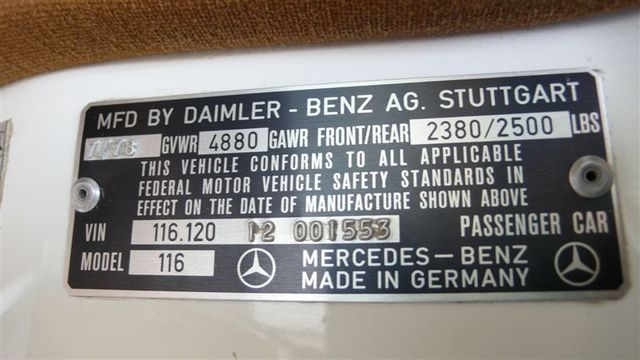 MFD BY DAIMLER - BENZ AG. STUTTGART
GVWR 4880 GAWR FRONT/REAR 2380/2500 LBS
THIS VEHICLE CONFORMS TO ALL APPLICABLE
FEDERAL MOTOR VEHICLE SAFETY STANDARDS IN
EFFECT ON THE DATE OF MANUFACTURE SHOWN ABOVE
VIN 116.120 12 001553 PASSENGER CAR
MODEL 116 MERCEDES-BENZ
MADE IN GERMANY